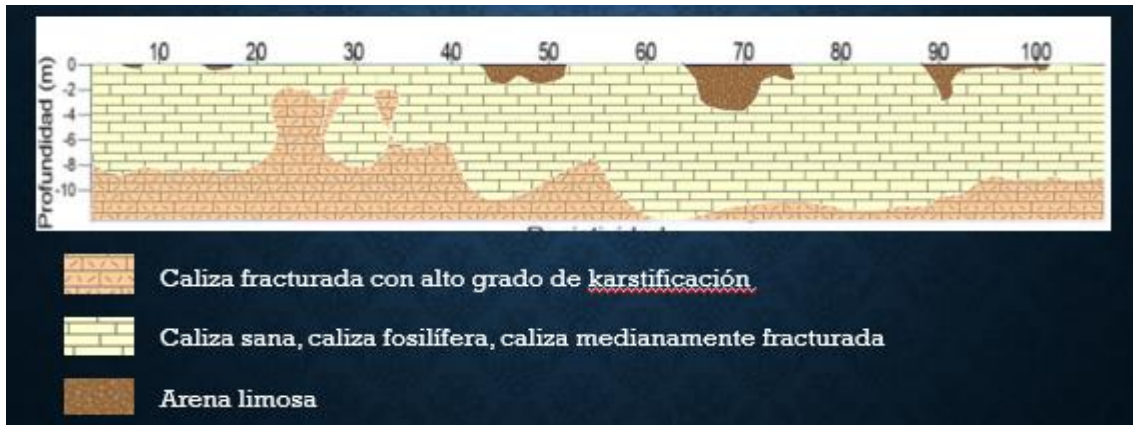 10 20 30 40 50 60 70 80 90 100
Profundidad (m)
0
-2
-4
-6
-8
-10
Caliza fracturada con alto grado de karstificación
Caliza sana, caliza fosilífera, caliza medianamente fracturada
Arena limosa